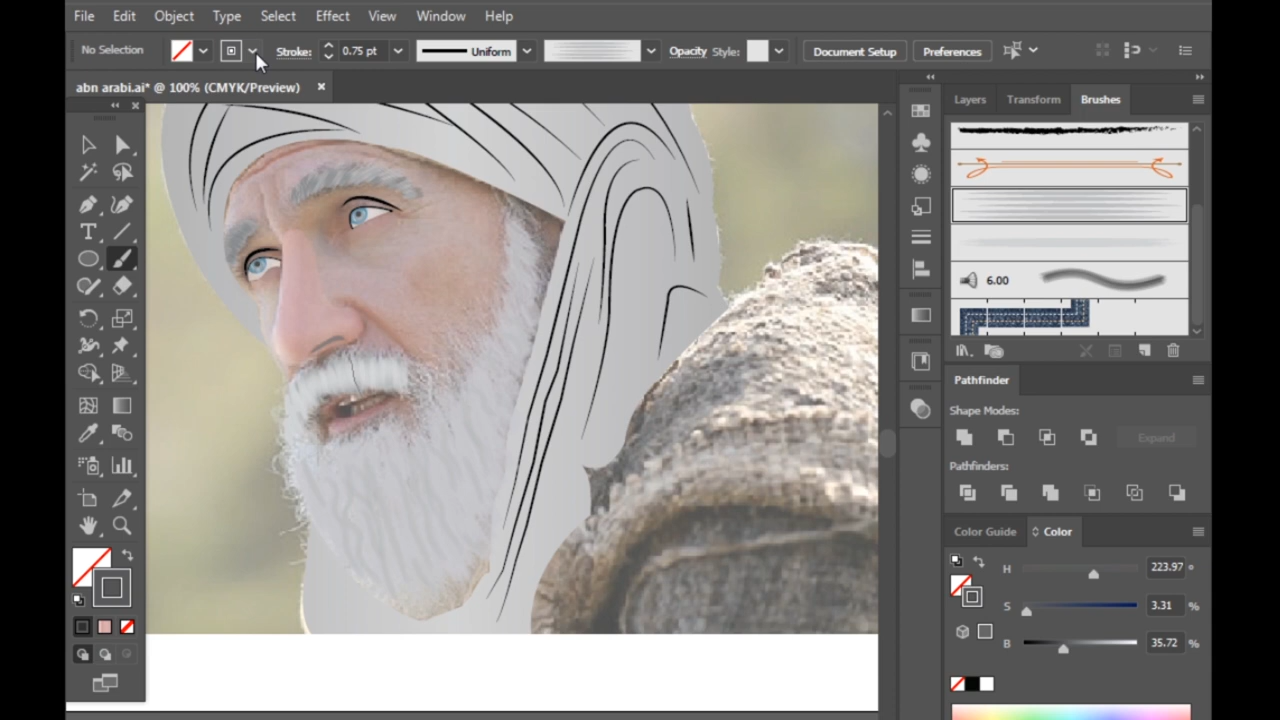 File Edit Object Type Select Effect View Window Help
No Selection Stroke: 0.75 pt Uniform Opacity Style: Document Setup Preferences
abn arabi.ai* @ 100% (CMYK/Preview) ×
Layers Transform Brushes
6.00
Pathfinder
Shape Modes:
Expand
Pathfinders:
Color Guide Color
H 223.97 °
S 3.31 %
B 35.72 %